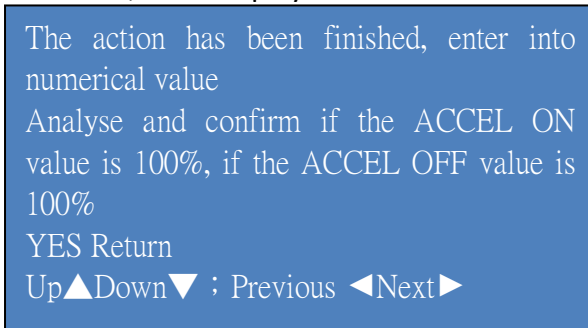 The action has been finished, enter into
numerical value
Analyse and confirm if the ACCEL ON
value is 100%, if the ACCEL OFF value is
100%
YES Return
Up▲Down▼；Previous ◀Next▶